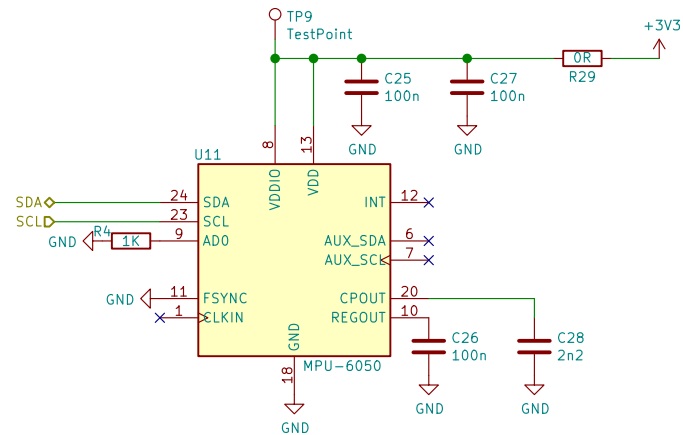 TP9
TestPoint
+3V3
0R
R29
C25
100n
C27
100n
GND
GND
U11
8
13
VDDIO
VDD
SDA
24
SDA
INT
12
SCL
23
SCL
R4
GND
1K
9
AD0
AUX_SDA
6
AUX_SCL
7
GND
11
FSYNC
CPOUT
20
1
CLKIN
REGOUT
10
GND
C26
100n
C28
2n2
MPU-6050
18
GND
GND
GND